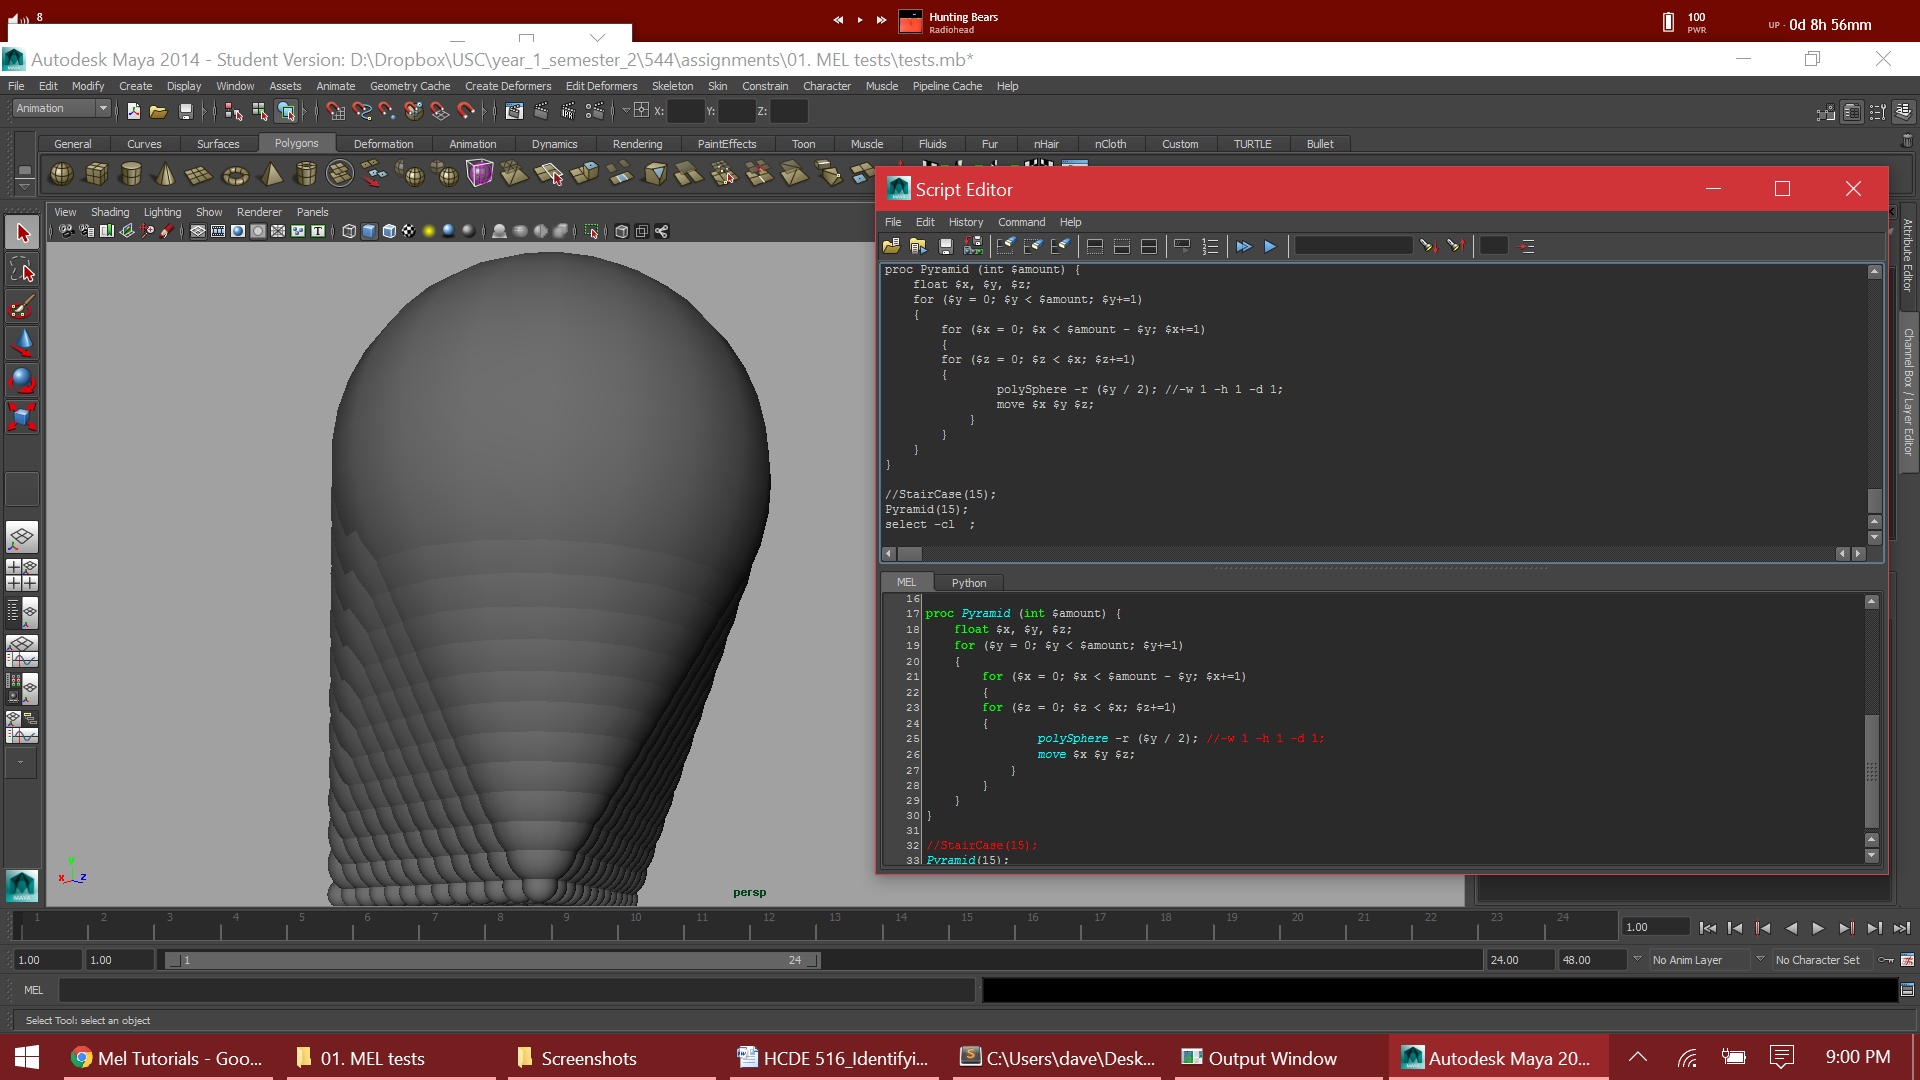 8
Hunting Bears
Radiohead
100
PWR
UP - 0d 8h 56mm
Autodesk Maya 2014 - Student Version: D:\Dropbox\USC\year_1_semester_2\544\assignments\01. MEL tests\tests.mb*
File Edit Modify Create Display Window Assets Animate Geometry Cache Create Deformers Edit Deformers Skeleton Skin Constrain Character Muscle Pipeline Cache Help
Animation X: Y: Z:
General Curves Surfaces Polygons Deformation Animation Dynamics Rendering PaintEffects Toon Muscle Fluids Fur nHair nCloth Custom TURTLE Bullet
View Shading Lighting Show Renderer Panels
Script Editor
File Edit History Command Help
proc Pyramid (int $amount) {
float $x, $y, $z;
for ($y = 0; $y < $amount; $y+=1)
{
for ($x = 0; $x < $amount - $y; $x+=1)
{
for ($z = 0; $z < $x; $z+=1)
{
polySphere -r ($y / 2); //-w 1 -h 1 -d 1;
move $x $y $z;
}
}
}
}
//StairCase(15);
Pyramid(15);
select -cl  ;
MEL Python
16
17 proc Pyramid (int $amount) {
18 float $x, $y, $z;
19 for ($y = 0; $y < $amount; $y+=1)
20 {
21 for ($x = 0; $x < $amount - $y; $x+=1)
22 {
23 for ($z = 0; $z < $x; $z+=1)
24 {
25 polySphere -r ($y / 2); //-w 1 -h 1 -d 1;
26 move $x $y $z;
27 }
28 }
29 }
30 }
31
32 //StairCase(15);
33 Pyramid(15);
Attribute Editor
Channel Box / Layer Editor
y
x z
persp
MAYA
1 2 3 4 5 6 7 8 9 10 11 12 13 14 15 16 17 18 19 20 21 22 23 24 1.00
1.00 1.00 1 24 24.00 48.00 No Anim Layer No Character Set
MEL
Select Tool: select an object
Mel Tutorials - Goo... 01. MEL tests Screenshots HCDE 516_Identifyi... C:\Users\dave\Desk... Output Window Autodesk Maya 20... 9:00 PM